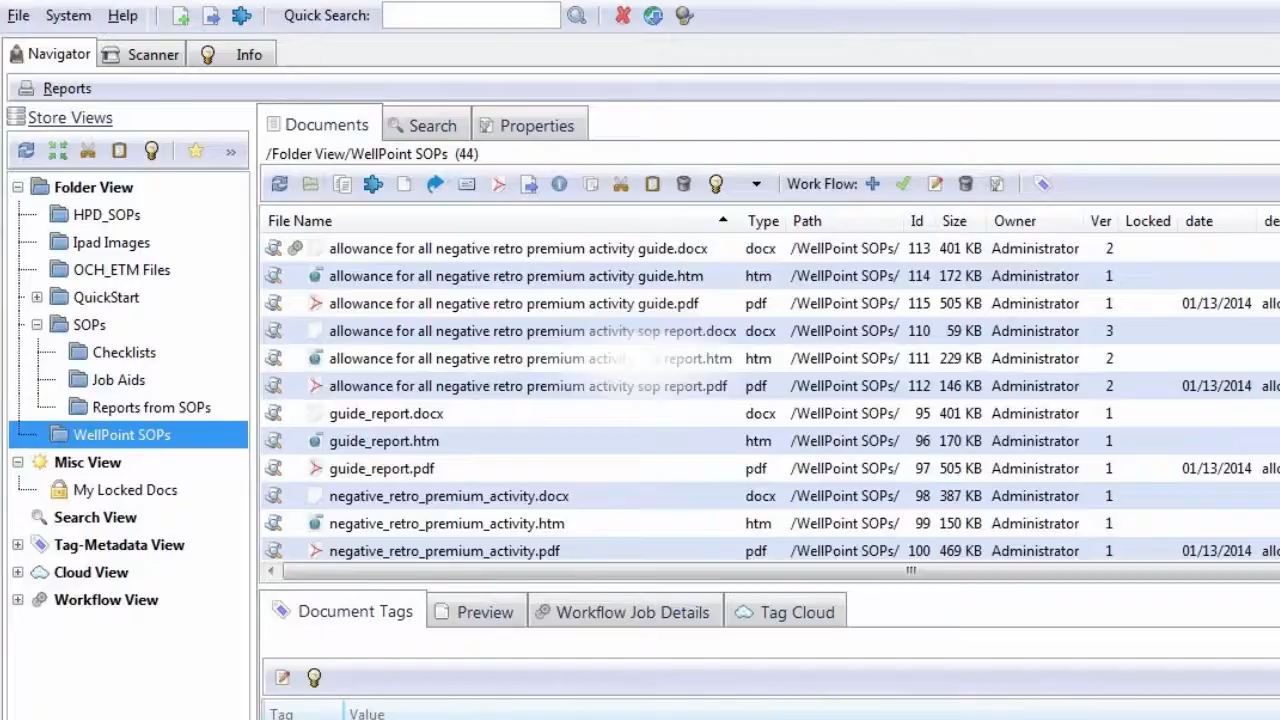 File System Help Quick Search:
Navigator Scanner Info
Reports
Store Views
»
Folder View
HPD_SOPs
Ipad Images
OCH_ETM Files
QuickStart
SOPs
Checklists
Job Aids
Reports from SOPs
WellPoint SOPs
Misc View
My Locked Docs
Search View
Tag-Metadata View
Cloud View
Workflow View
Documents Search Properties
/Folder View/WellPoint SOPs (44)
Work Flow:
File Name Type Path Id Size Owner Ver Locked date de
allowance for all negative retro premium activity guide.docx docx /WellPoint SOPs/ 113 401 KB Administrator 2
allowance for all negative retro premium activity guide.htm htm /WellPoint SOPs/ 114 172 KB Administrator 1
allowance for all negative retro premium activity guide.pdf pdf /WellPoint SOPs/ 115 505 KB Administrator 1 01/13/2014 allo
allowance for all negative retro premium activity sop report.docx docx /WellPoint SOPs/ 110 59 KB Administrator 3
allowance for all negative retro premium activity report.htm htm /WellPoint SOPs/ 111 229 KB Administrator 2
allowance for all negative retro premium activity sop report.pdf pdf /WellPoint SOPs/ 112 146 KB Administrator 2 01/13/2014 allo
guide_report.docx docx /WellPoint SOPs/ 95 401 KB Administrator 1
guide_report.htm htm /WellPoint SOPs/ 96 170 KB Administrator 1
guide_report.pdf pdf /WellPoint SOPs/ 97 505 KB Administrator 1 01/13/2014 allo
negative_retro_premium_activity.docx docx /WellPoint SOPs/ 98 387 KB Administrator 1
negative_retro_premium_activity.htm htm /WellPoint SOPs/ 99 150 KB Administrator 1
negative_retro_premium_activity.pdf pdf /WellPoint SOPs/ 100 469 KB Administrator 1 01/13/2014 allo
Document Tags Preview Workflow Job Details Tag Cloud
Tag Value